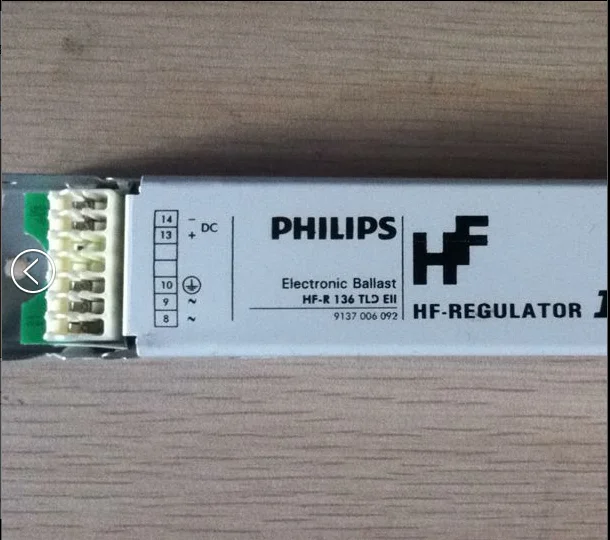 14 − DC
13 +
10
9 ~
8 ~
PHILIPS
Electronic Ballast
HF-R 136 TLD EII
9137 006 092
HF
HF-REGULATOR